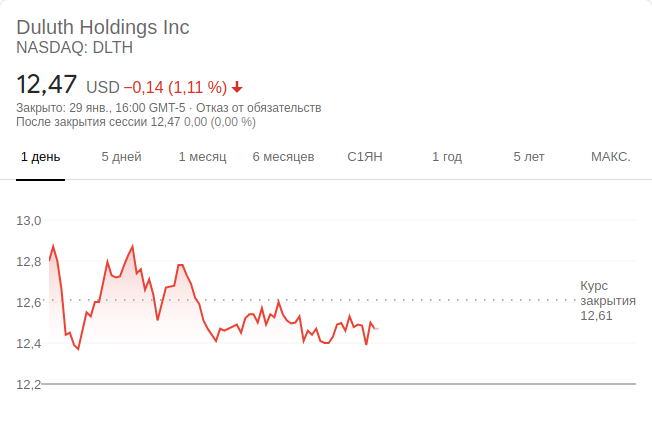 Duluth Holdings Inc
NASDAQ: DLTH
12,47 USD −0,14 (1,11 %)
Закрыто: 29 янв., 16:00 GMT-5 · Отказ от обязательств
После закрытия сессии 12,47 0,00 (0,00 %)
1 день 5 дней 1 месяц 6 месяцев С1ЯН 1 год 5 лет МАКС.
13,0
12,8
12,6
12,4
12,2
Курс
закрытия
12,61